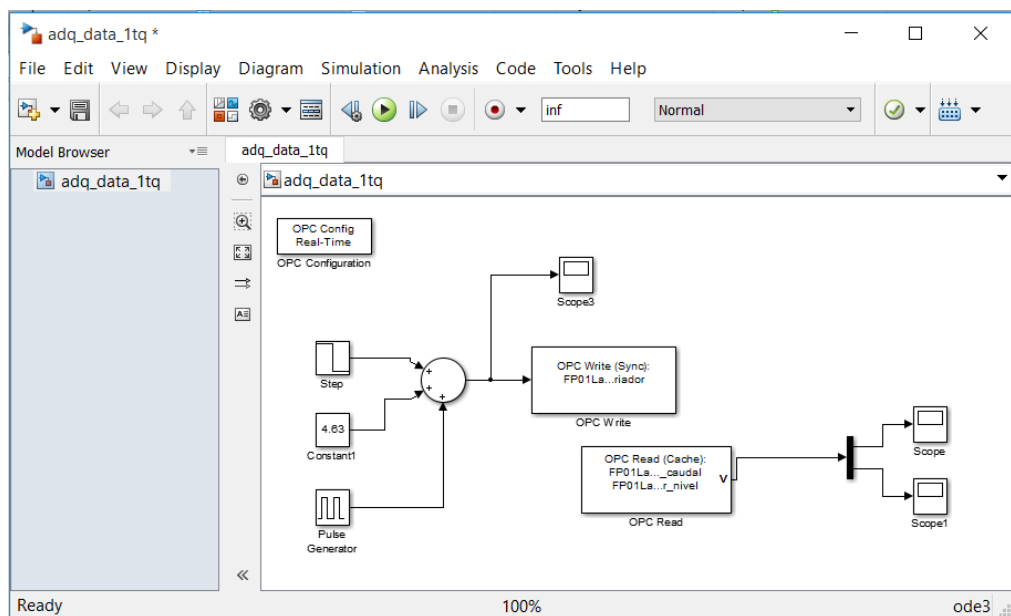 adq_data_1tq *
File Edit View Display Diagram Simulation Analysis Code Tools Help
inf
Normal
Model Browser
adq_data_1tq
adq_data_1tq
adq_data_1tq
OPC Config
Real-Time
OPC Configuration
Scope3
Step
OPC Write (Sync):
FP01La...riador
OPC Write
4.63
Constant1
OPC Read (Cache):
FP01La..._caudal
FP01La...r_nivel
V
OPC Read
Scope
Scope1
Pulse
Generator
Ready
100%
ode3